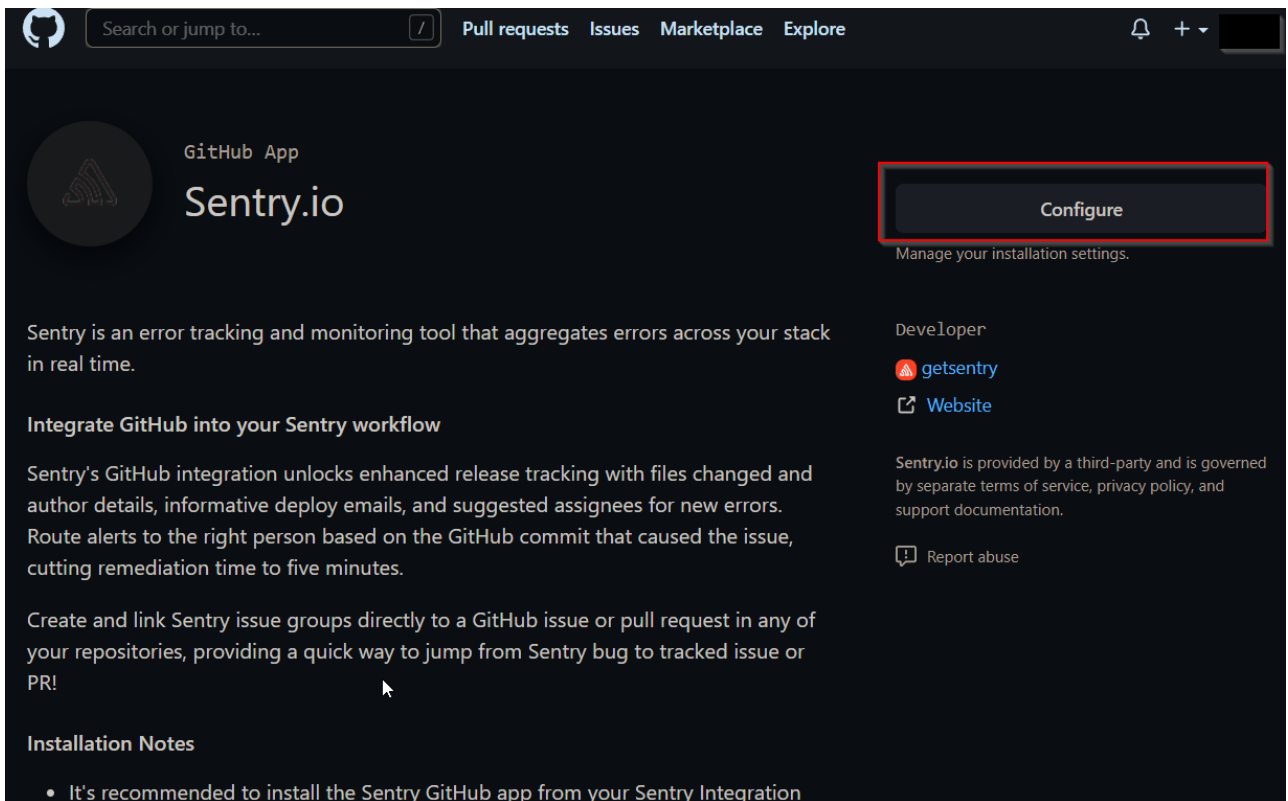 Search or jump to... /
Pull requests Issues Marketplace Explore
GitHub App
Sentry.io
Configure
Manage your installation settings.
Sentry is an error tracking and monitoring tool that aggregates errors across your stack
in real time.
Integrate GitHub into your Sentry workflow
Sentry's GitHub integration unlocks enhanced release tracking with files changed and
author details, informative deploy emails, and suggested assignees for new errors.
Route alerts to the right person based on the GitHub commit that caused the issue,
cutting remediation time to five minutes.
Create and link Sentry issue groups directly to a GitHub issue or pull request in any of
your repositories, providing a quick way to jump from Sentry bug to tracked issue or
PR!
Installation Notes
• It's recommended to install the Sentry GitHub app from your Sentry Integration
Developer
getsentry
Website
Sentry.io is provided by a third-party and is governed
by separate terms of service, privacy policy, and
support documentation.
Report abuse